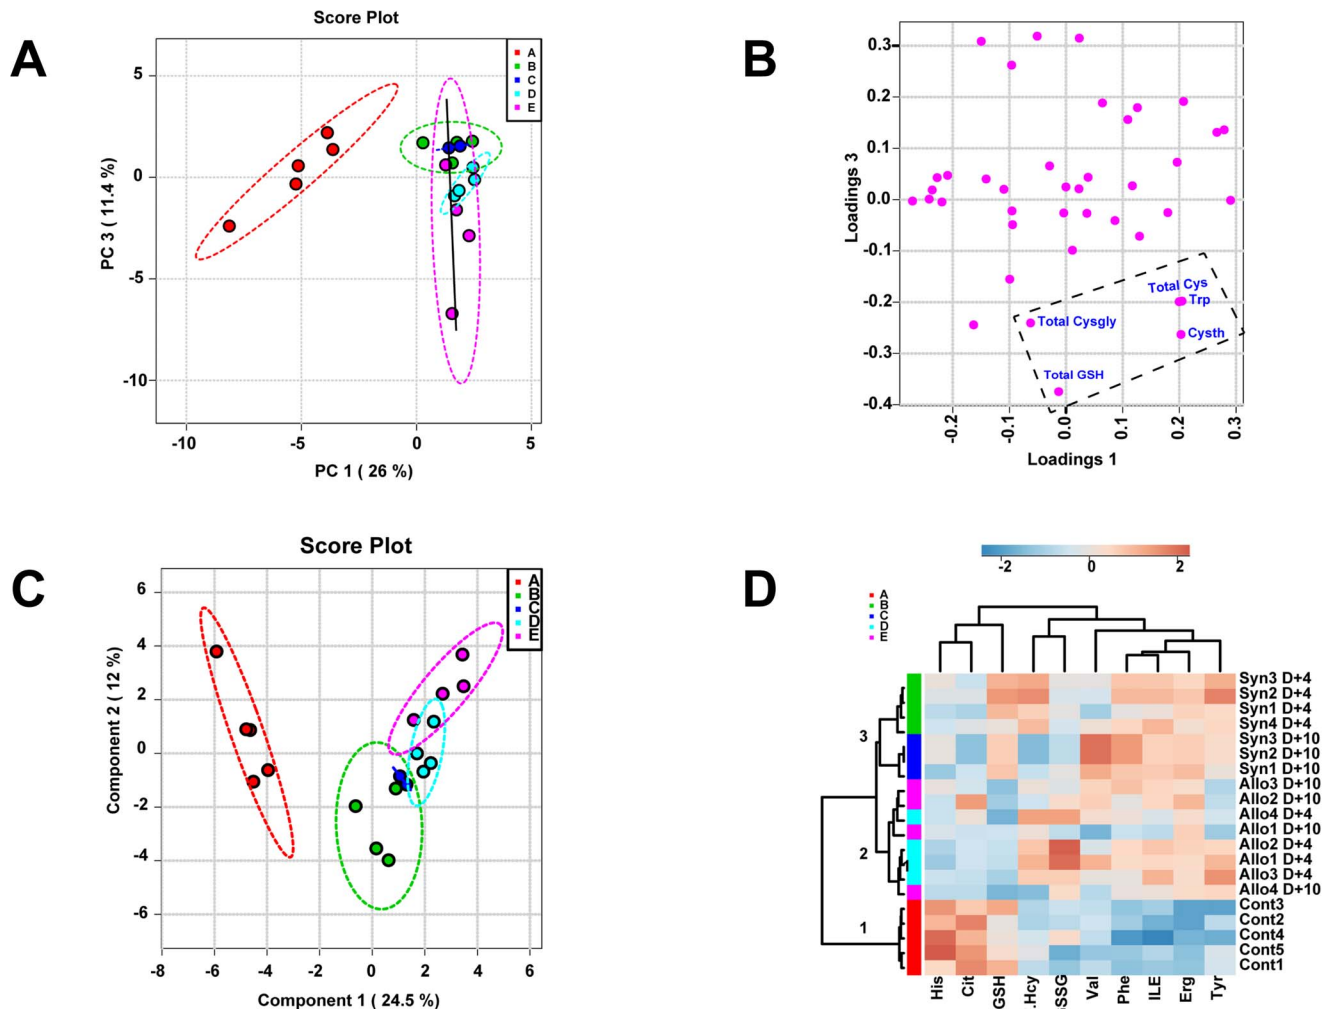 A
Score Plot
PC 3 ( 11.4 %)
5
0
-5
-10
-10
-5
0
5
PC 1 ( 26 %)
A
B
C
D
E
B
Loadings 3
0.3
0.2
0.1
0.0
-0.1
-0.2
-0.3
-0.4
Total Cys
Trp
Total Cysgly
Cysth
Total GSH
-0.2
-0.1
0.0
0.1
0.2
0.3
Loadings 1
C
Score Plot
Component 2 ( 12 %)
6
4
2
0
-2
-4
-6
-8
-6
-4
-2
0
2
4
6
Component 1 ( 24.5 %)
A
B
C
D
E
D
-2
0
2
A
B
C
D
E
3
2
1
Syn3 D+4
Syn2 D+4
Syn1 D+4
Syn4 D+4
Syn3 D+10
Syn2 D+10
Syn1 D+10
Allo3 D+10
Allo2 D+10
Allo4 D+4
Allo1 D+10
Allo2 D+4
Allo1 D+4
Allo3 D+4
Allo4 D+10
Cont3
Cont2
Cont4
Cont5
Cont1
His
Cit
GSH
.Hcy
SSG
Val
Phe
ILE
Erg
Tyr